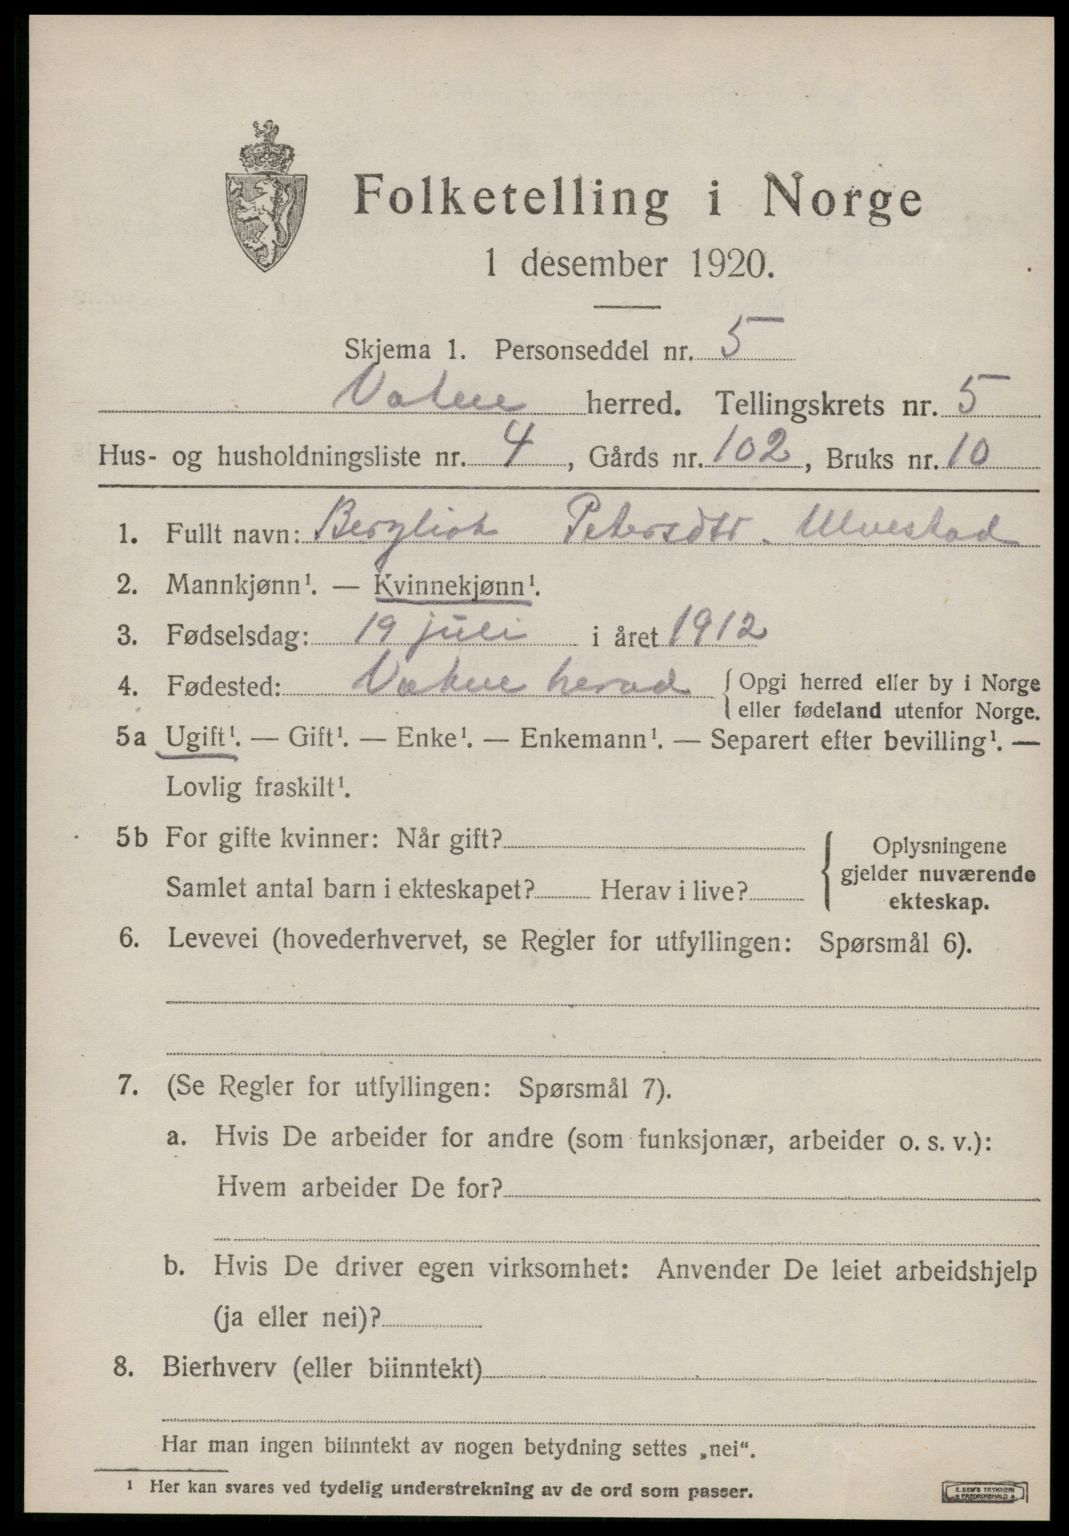 Folketelling i Norge
1 desember 1920.
Skjema 1. Personseddel nr. 5
Vatne herred. Tellingskrets nr. 5
Hus- og husholdningsliste nr. 4, Gårds nr. 102, Bruks nr. 10
1. Fullt navn: Bergliot Petersdtr. Ulvestad
2. Mannkjønn¹. — Kvinnekjønn¹.
3. Fødselsdag: 19 juli i året 1912
4. Fødested: Vatne herad { Opgi herred eller by i Norge
eller fødeland utenfor Norge.
5a Ugift¹. — Gift¹. — Enke¹. — Enkemann¹. — Separert efter bevilling¹. —
Lovlig fraskilt¹.
5b For gifte kvinner: Når gift?
Samlet antal barn i ekteskapet? Herav i live?
{ Oplysningene
gjelder nuværende
ekteskap.
6. Levevei (hovederhvervet, se Regler for utfyllingen: Spørsmål 6).
7. (Se Regler for utfyllingen: Spørsmål 7).
a. Hvis De arbeider for andre (som funksjonær, arbeider o. s. v.):
Hvem arbeider De for?
b. Hvis De driver egen virksomhet: Anvender De leiet arbeidshjelp
(ja eller nei)?
8. Bierhverv (eller biinntekt)
Har man ingen biinntekt av nogen betydning settes „nei“.
¹ Her kan svares ved tydelig understrekning av de ord som passer.
E. SEM'S TRYKKERI
FREDRIKSHALD